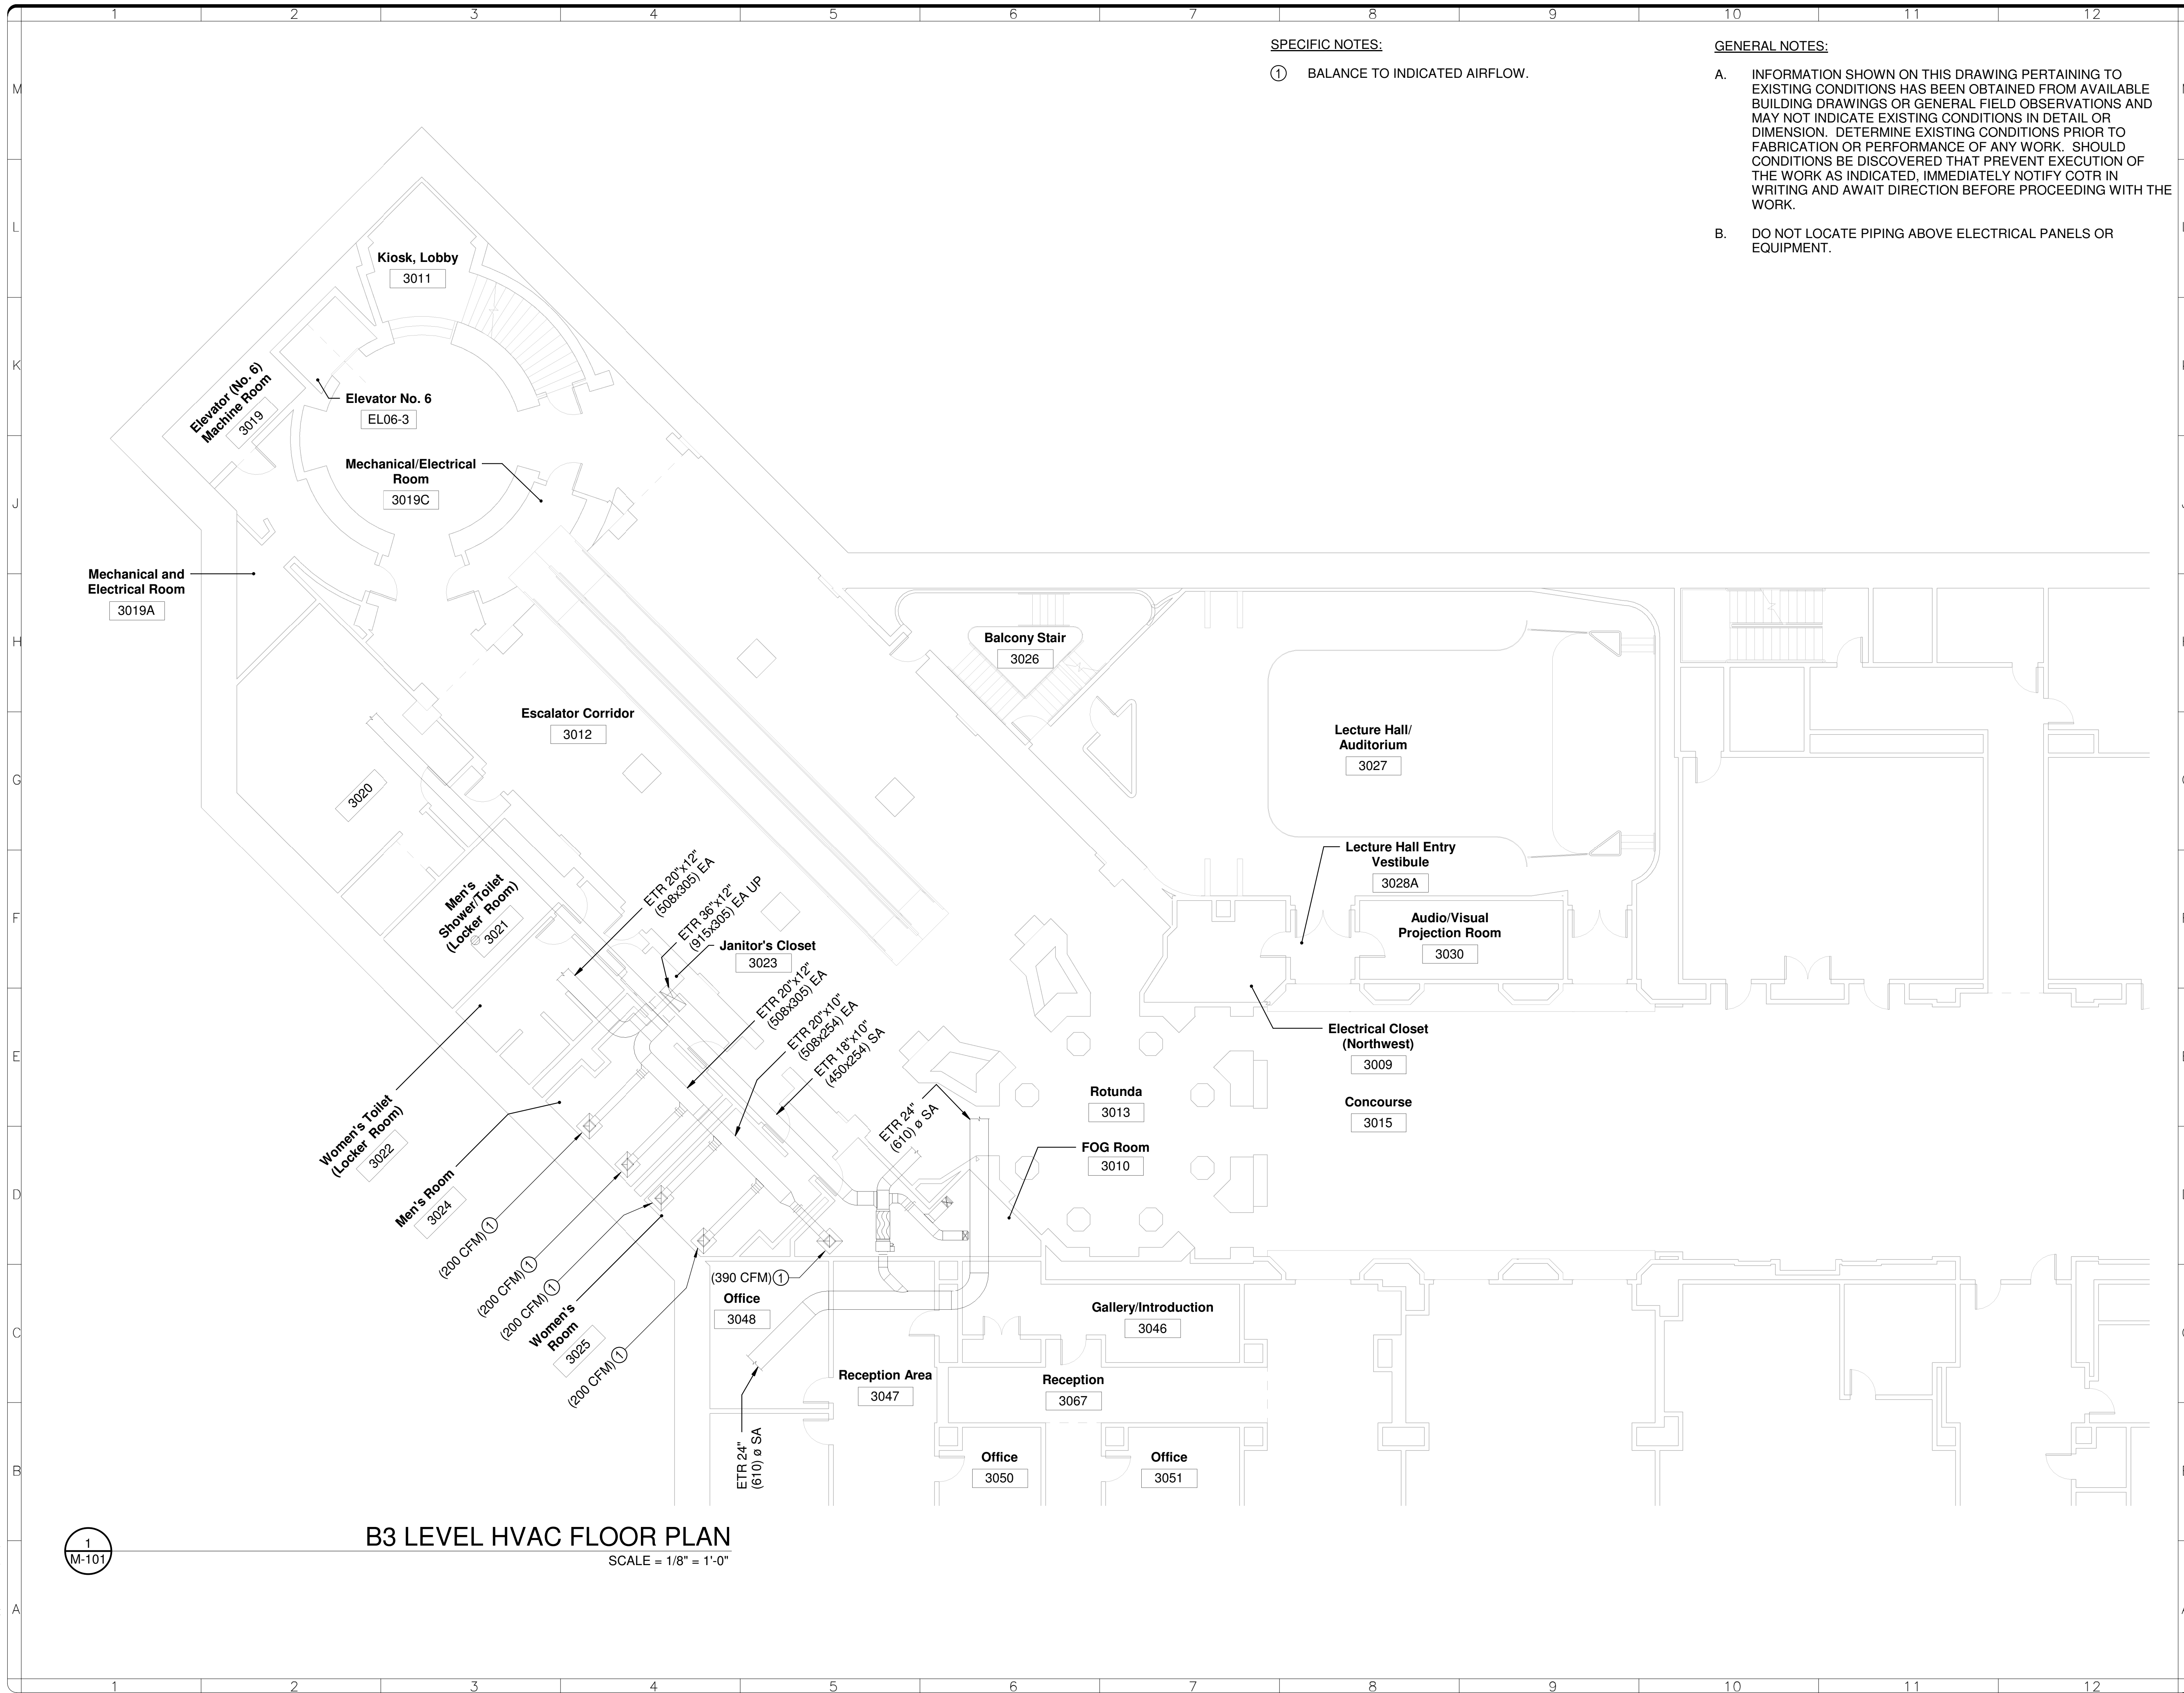 1 2 3 4 5 6 7 8 9 10 11 12
SPECIFIC NOTES:
1 BALANCE TO INDICATED AIRFLOW.
GENERAL NOTES:
A. INFORMATION SHOWN ON THIS DRAWING PERTAINING TO
EXISTING CONDITIONS HAS BEEN OBTAINED FROM AVAILABLE
BUILDING DRAWINGS OR GENERAL FIELD OBSERVATIONS AND
MAY NOT INDICATE EXISTING CONDITIONS IN DETAIL OR
DIMENSION. DETERMINE EXISTING CONDITIONS PRIOR TO
FABRICATION OR PERFORMANCE OF ANY WORK. SHOULD
CONDITIONS BE DISCOVERED THAT PREVENT EXECUTION OF
THE WORK AS INDICATED, IMMEDIATELY NOTIFY COTR IN
WRITING AND AWAIT DIRECTION BEFORE PROCEEDING WITH THE
WORK.
B. DO NOT LOCATE PIPING ABOVE ELECTRICAL PANELS OR
EQUIPMENT.
M
L
K
J
H
G
F
E
D
C
B
A
Kiosk, Lobby
3011
Elevator (No. 6)
Machine Room
3019
Elevator No. 6
EL06-3
Mechanical/Electrical
Room
3019C
Mechanical and
Electrical Room
3019A
Balcony Stair
3026
Escalator Corridor
3012
Lecture Hall/
Auditorium
3027
3020
Lecture Hall Entry
Vestibule
3028A
Men's
Shower/Toilet
(Locker Room)
3021
ETR 20"x12"
(508x305) EA
ETR 36"x12"
(915x305) EA UP
Janitor's Closet
3023
Audio/Visual
Projection Room
3030
ETR 20"x12"
(508x305) EA
ETR 20"x10"
(508x254) EA
ETR 18"x10"
(450x254) SA
Electrical Closet
(Northwest)
3009
Rotunda
3013
Concourse
3015
ETR 24"
(610) ø SA
FOG Room
3010
Women's Toilet
(Locker Room)
3022
Men's Room
3024
(200 CFM) 1
(200 CFM) 1
(200 CFM) 1
Women's
Room
3025
(200 CFM) 1
(390 CFM) 1
Office
3048
Gallery/Introduction
3046
Reception Area
3047
Reception
3067
ETR 24"
(610) ø SA
Office
3050
Office
3051
1
M-101
B3 LEVEL HVAC FLOOR PLAN
SCALE = 1/8" = 1'-0"
1 2 3 4 5 6 7 8 9 10 11 12